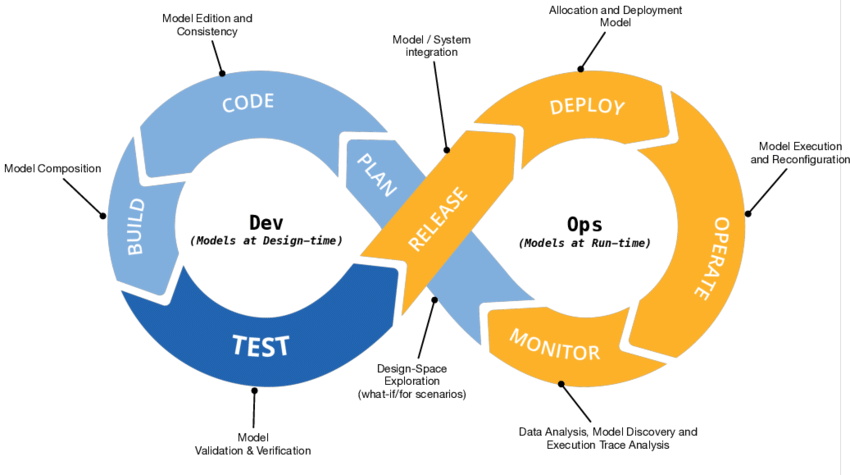 Model Edition and
Consistency
Model / System
integration
Allocation and Deployment
Model
CODE
DEPLOY
Model Composition
PLAN
Model Execution
and Reconfiguration
BUILD
Dev
(Models at Design-time)
RELEASE
Ops
(Models at Run-time)
OPERATE
TEST
MONITOR
Design-Space
Exploration
(what-if/for scenarios)
Model
Validation & Verification
Data Analysis, Model Discovery and
Execution Trace Analysis